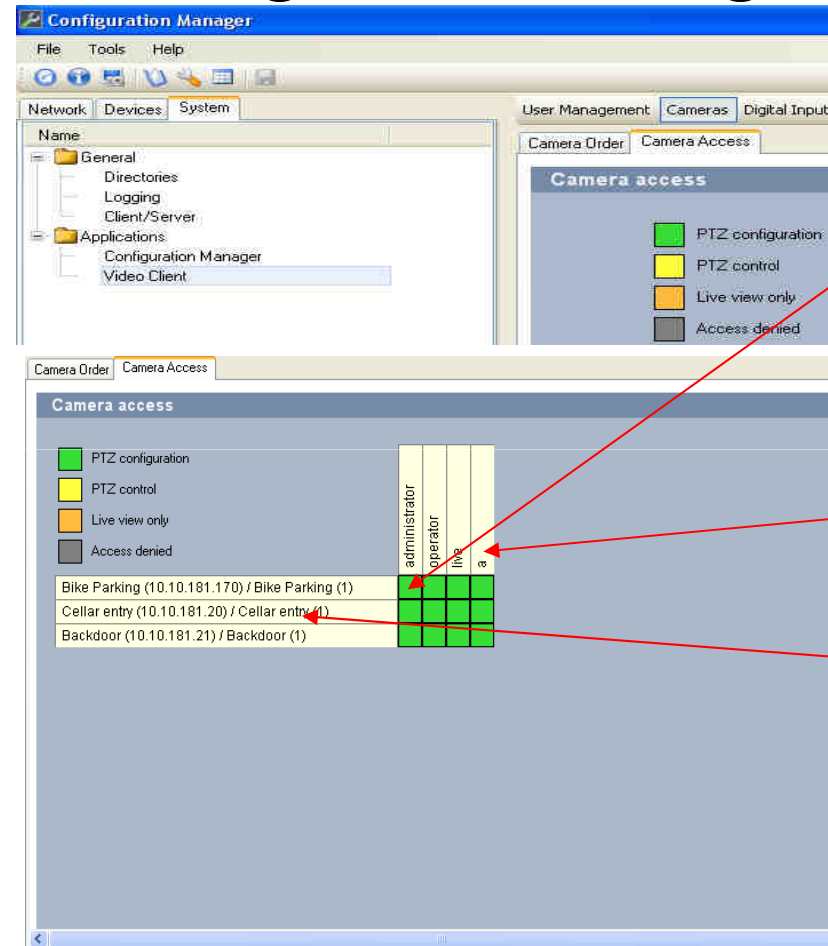 Configuration Manager
File Tools Help
Network Devices System
Name
General
Directories
Logging
Client/Server
Applications
Configuration Manager
Video Client
User Management Cameras Digital Input
Camera Order Camera Access
Camera access
PTZ configuration
PTZ control
Live view only
Access denied
Camera Order Camera Access
Camera access
PTZ configuration
PTZ control
Live view only
Access denied
administrator
operator
live
a
Bike Parking (10.10.181.170) / Bike Parking (1)
Cellar entry (10.10.181.20) / Cellar entry (1)
Backdoor (10.10.181.21) / Backdoor (1)